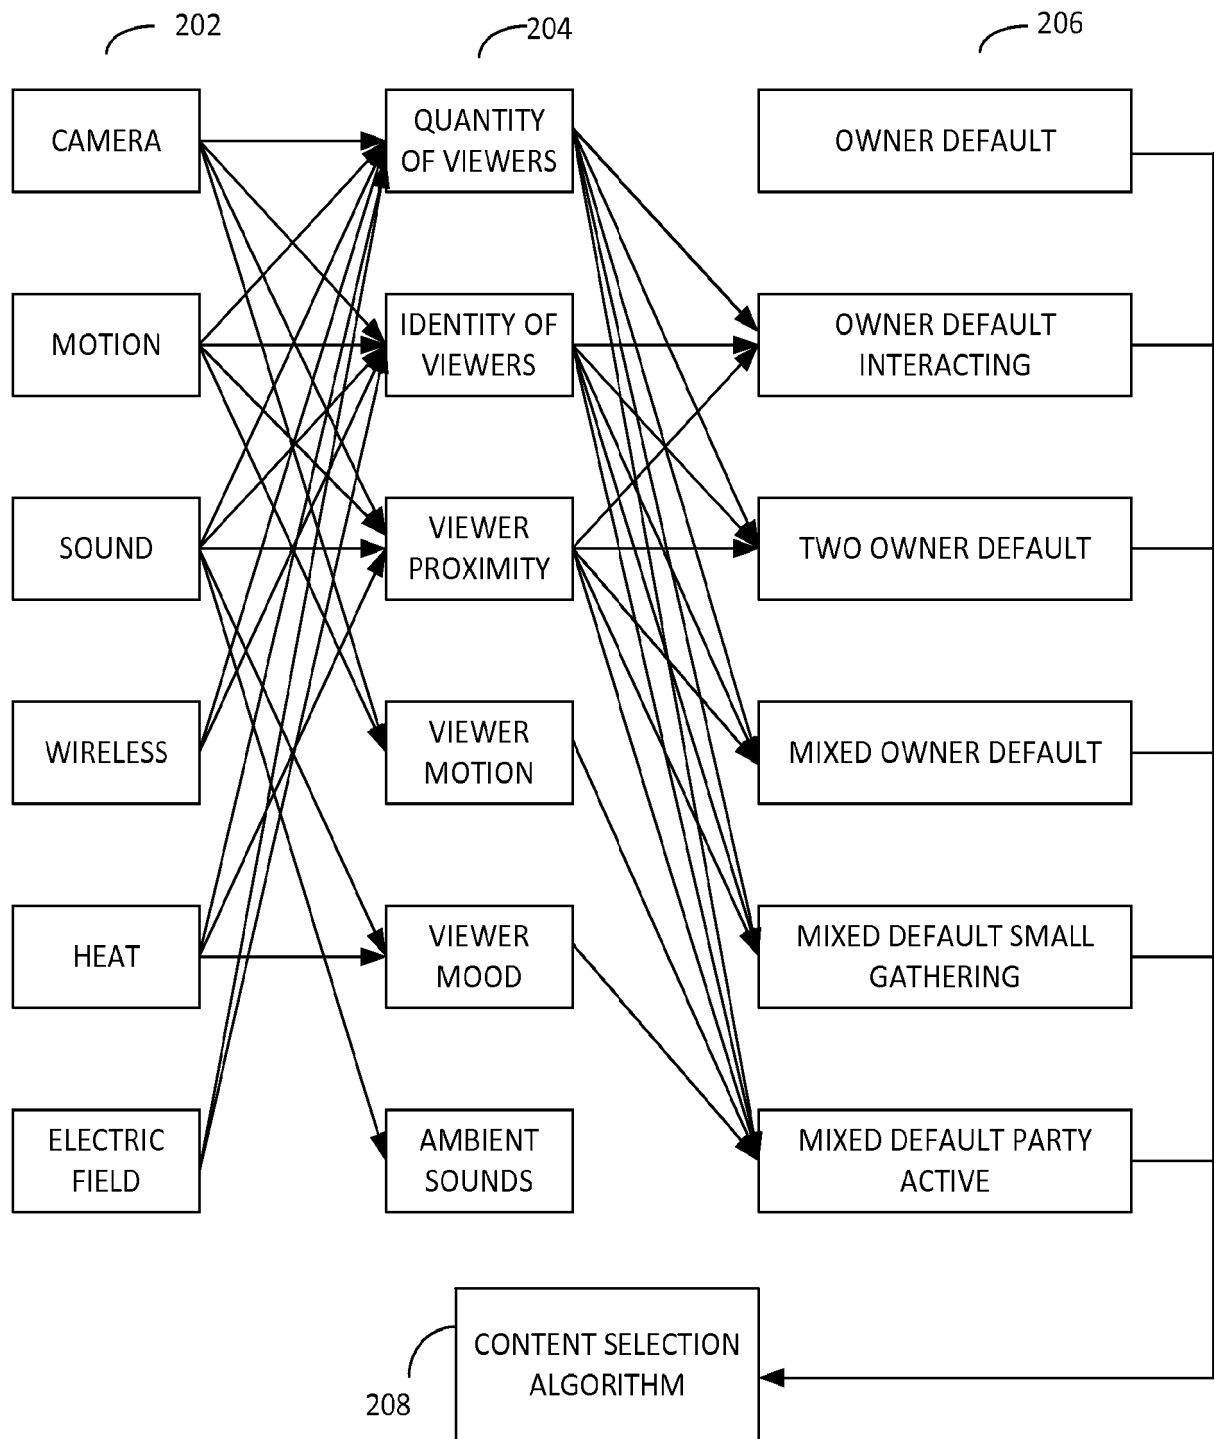 202
204
206
CAMERA
QUANTITY
OF VIEWERS
OWNER DEFAULT
MOTION
IDENTITY OF
VIEWERS
OWNER DEFAULT
INTERACTING
SOUND
VIEWER
PROXIMITY
TWO OWNER DEFAULT
WIRELESS
VIEWER
MOTION
MIXED OWNER DEFAULT
HEAT
VIEWER
MOOD
MIXED DEFAULT SMALL
GATHERING
ELECTRIC
FIELD
AMBIENT
SOUNDS
MIXED DEFAULT PARTY
ACTIVE
CONTENT SELECTION
ALGORITHM
208